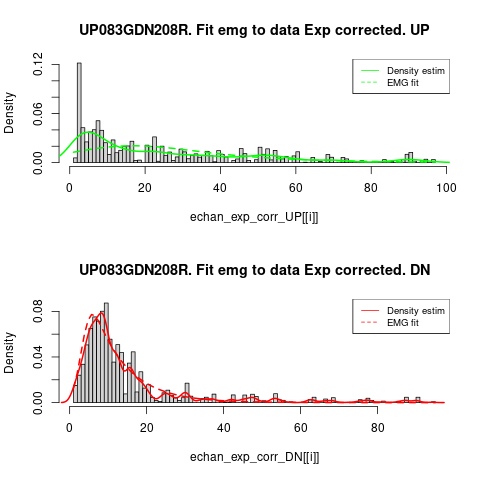 UP083GDN208R. Fit emg to data Exp corrected. UP
Density
0.00 0.06 0.12
Density estim
EMG fit
0 20 40 60 80 100
echan_exp_corr_UP[[i]]
UP083GDN208R. Fit emg to data Exp corrected. DN
Density
0.00 0.04 0.08
Density estim
EMG fit
0 20 40 60 80
echan_exp_corr_DN[[i]]